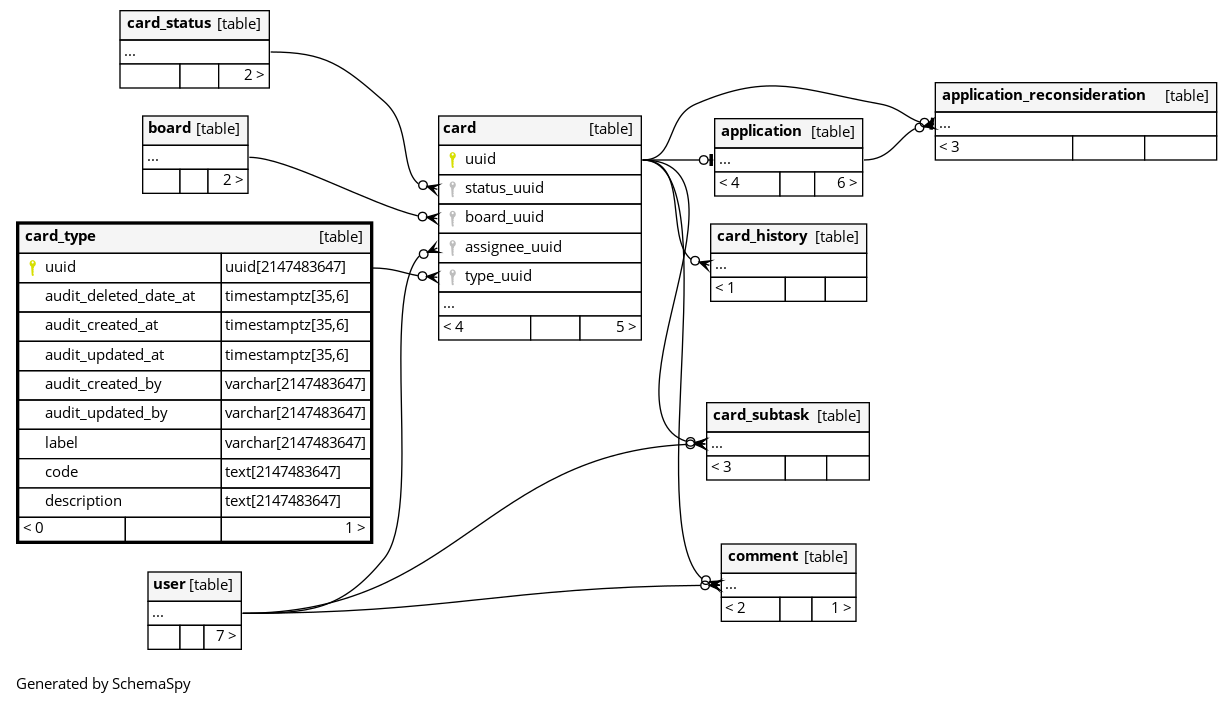 card_status [table]
...
2 >
board [table]
...
2 >
card_type [table]
uuid uuid[2147483647]
audit_deleted_date_at timestamptz[35,6]
audit_created_at timestamptz[35,6]
audit_updated_at timestamptz[35,6]
audit_created_by varchar[2147483647]
audit_updated_by varchar[2147483647]
label varchar[2147483647]
code text[2147483647]
description text[2147483647]
< 0 1 >
user [table]
...
7 >
card [table]
uuid
status_uuid
board_uuid
assignee_uuid
type_uuid
...
< 4 5 >
application [table]
...
< 4 6 >
card_history [table]
...
< 1
card_subtask [table]
...
< 3
comment [table]
...
< 2 1 >
application_reconsideration [table]
...
< 3
Generated by SchemaSpy